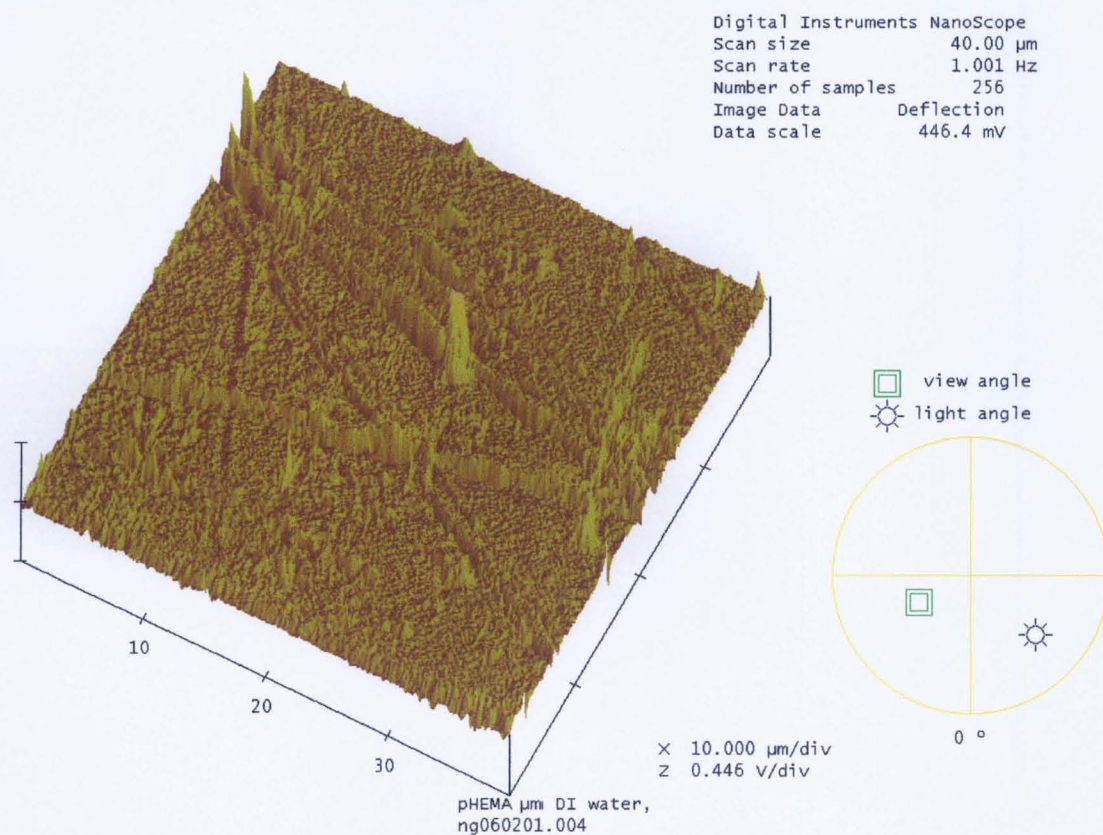 Digital Instruments NanoScope
Scan size 40.00 µm
Scan rate 1.001 Hz
Number of samples 256
Image Data Deflection
Data scale 446.4 mV
view angle
light angle
10
20
30
0 °
X 10.000 µm/div
Z 0.446 V/div
pHEMA µm DI water,
ng060201.004